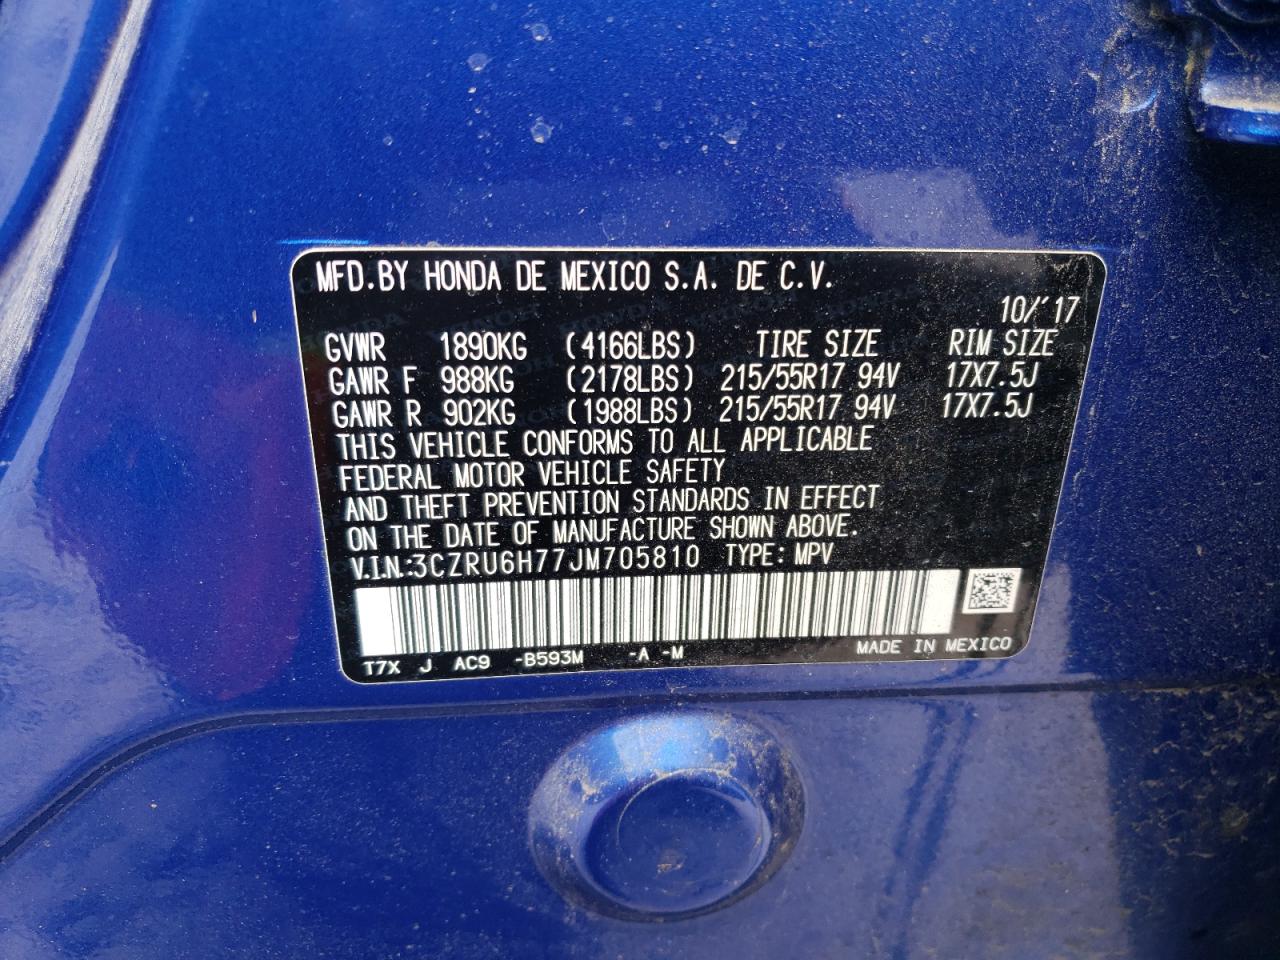 MFD.BY HONDA DE MEXICO S.A. DE C.V.
10/'17
GVWR 1890KG (4166LBS) TIRE SIZE RIM SIZE
GAWR F 988KG (2178LBS) 215/55R17 94V 17X7.5J
GAWR R 902KG (1988LBS) 215/55R17 94V 17X7.5J
THIS VEHICLE CONFORMS TO ALL APPLICABLE
FEDERAL MOTOR VEHICLE SAFETY
AND THEFT PREVENTION STANDARDS IN EFFECT
ON THE DATE OF MANUFACTURE SHOWN ABOVE.
V.I.N.:3CZRU6H77JM705810 TYPE: MPV
T7X J AC9 -B593M -A -M MADE IN MEXICO